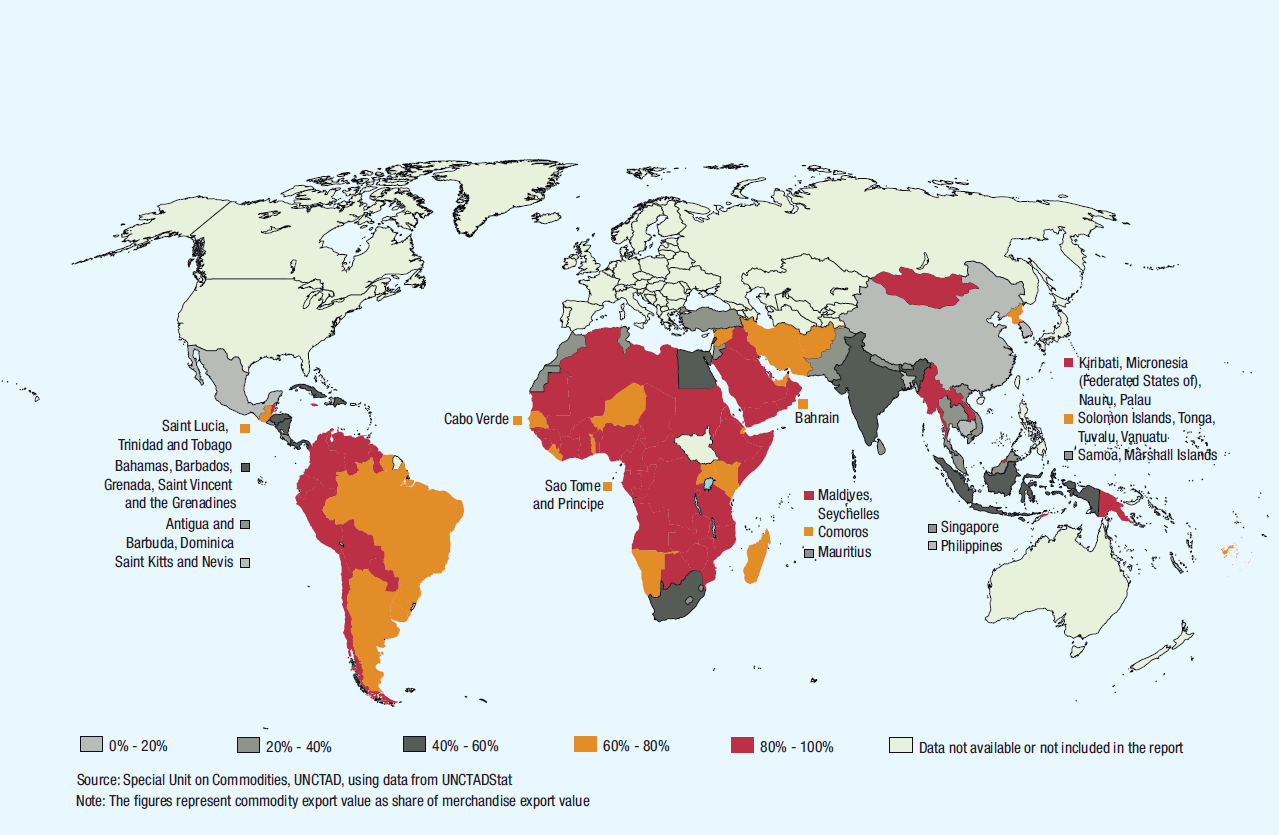 Saint Lucia,
Trinidad and Tobago
Bahamas, Barbados,
Grenada, Saint Vincent
and the Grenadines
Antigua and
Barbuda, Dominica
Saint Kitts and Nevis
Cabo Verde
Sao Tome
and Principe
Bahrain
Maldives,
Seychelles
Comoros
Mauritius
Singapore
Philippines
Kiribati, Micronesia
(Federated States of),
Nauru, Palau
Solomon Islands, Tonga,
Tuvalu, Vanuatu
Samoa, Marshall Islands
0% - 20%
20% - 40%
40% - 60%
60% - 80%
80% - 100%
Data not available or not included in the report
Source: Special Unit on Commodities, UNCTAD, using data from UNCTADStat
Note: The figures represent commodity export value as share of merchandise export value